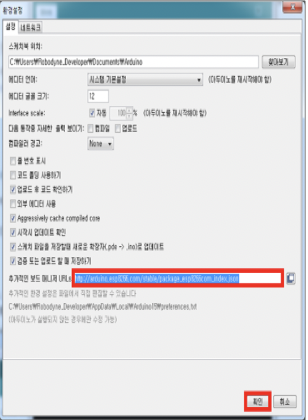 환경설정
설정 네트워크
스케치북 위치:
C:₩Users₩Robodyne_Developer₩Documents₩Arduino 찾아보기
에디터 언어: 시스템 기본설정 (아두이노를 재시작해야 함)
에디터 글꼴 크기: 12
Interface scale: 자동 100 % (아두이노를 재시작해야 함)
다음 동작중 자세한 출력 보이기: 컴파일 업로드
컴파일러 경고: None
줄 번호 표시
코드 폴딩 사용하기
업로드 후 코드 확인하기
외부 에디터 사용
Aggressively cache compiled core
시작시 업데이트 확인
스케치 파일을 저장할때 새로운 확장자(.pde -> .ino)로 업데이트
검증 또는 업로드 할 때 저장하기
추가적인 보드 매니저 URLs http://arduino.esp8266.com/stable/package_esp8266com_index.json
추가적인 환경 설정은 파일에서 직접 편집할 수 있습니다
C:₩Users₩Robodyne_Developer₩AppData₩Local₩Arduino15₩preferences.txt
(아두이노가 실행되지 않는 경우에만 수정 가능)
확인 취소